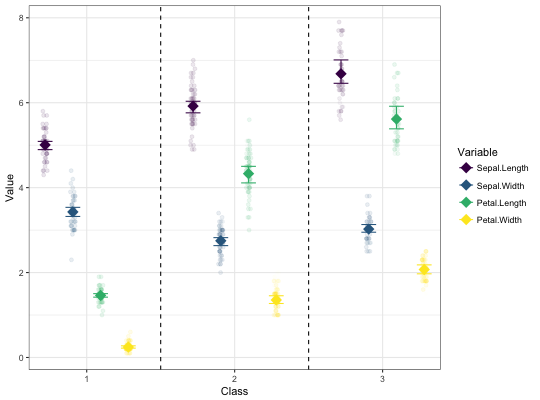 8
6
4
2
0
Value
1 2 3
Class
Variable
Sepal.Length
Sepal.Width
Petal.Length
Petal.Width